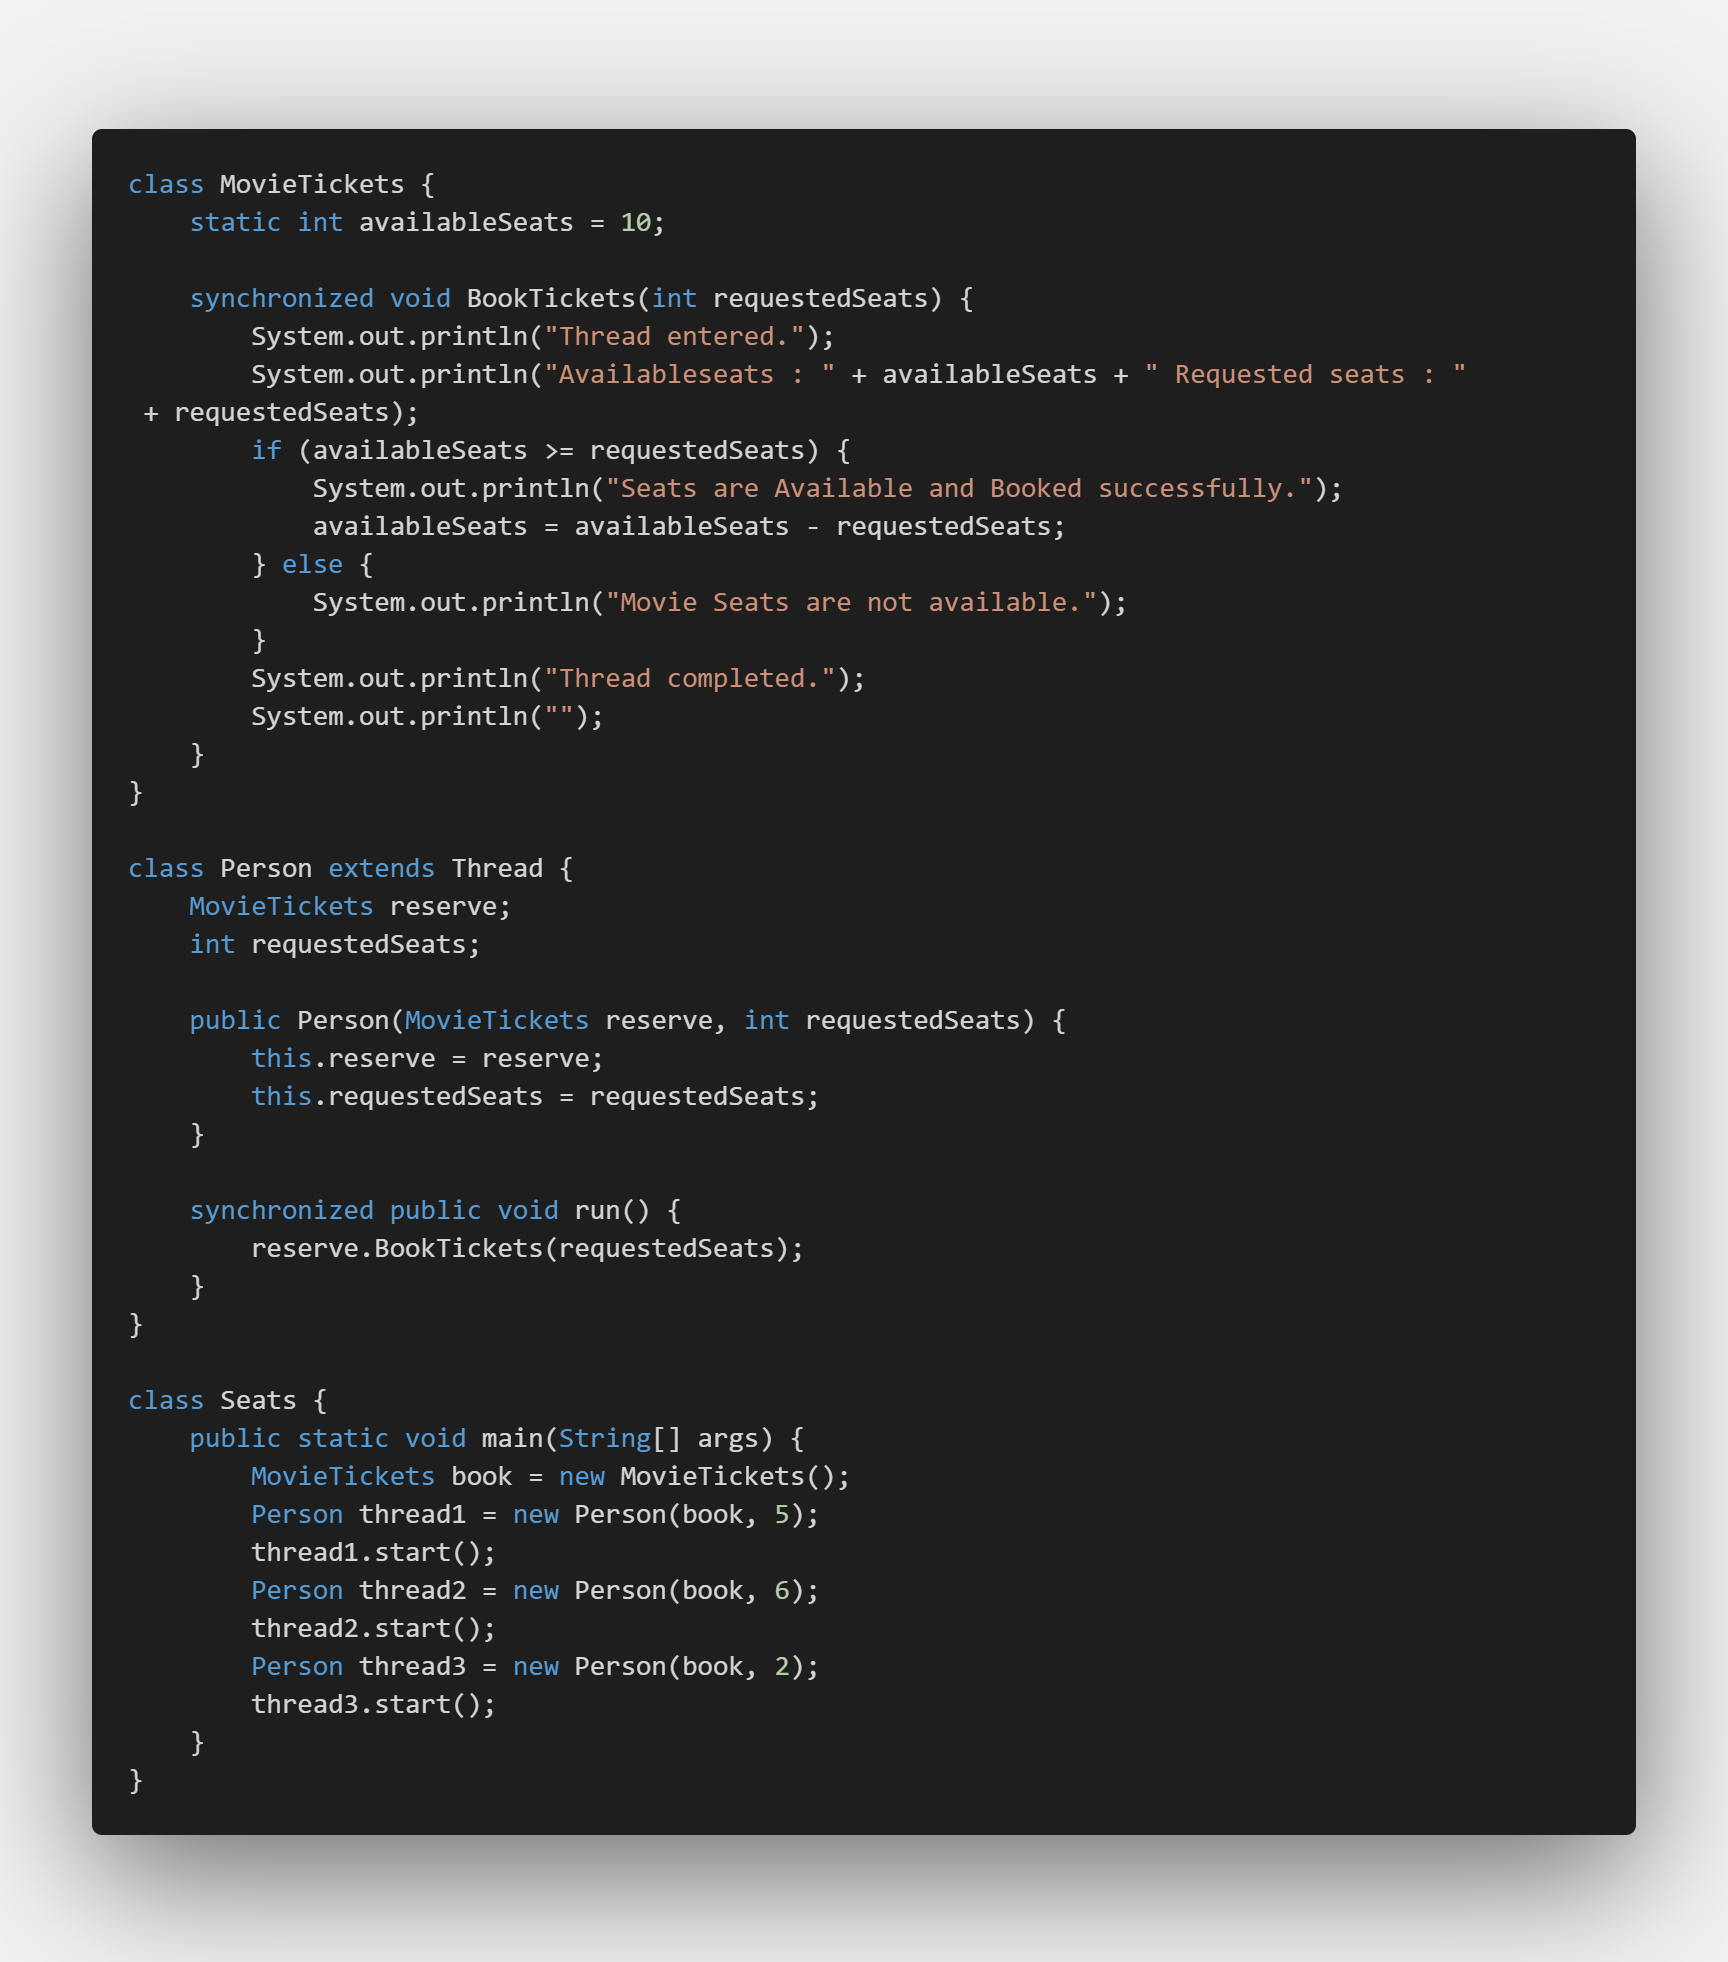 class MovieTickets {
    static int availableSeats = 10;

    synchronized void BookTickets(int requestedSeats) {
        System.out.println("Thread entered.");
        System.out.println("Availableseats : " + availableSeats + " Requested seats : "
 + requestedSeats);
        if (availableSeats >= requestedSeats) {
            System.out.println("Seats are Available and Booked successfully.");
            availableSeats = availableSeats - requestedSeats;
        } else {
            System.out.println("Movie Seats are not available.");
        }
        System.out.println("Thread completed.");
        System.out.println("");
    }
}

class Person extends Thread {
    MovieTickets reserve;
    int requestedSeats;

    public Person(MovieTickets reserve, int requestedSeats) {
        this.reserve = reserve;
        this.requestedSeats = requestedSeats;
    }

    synchronized public void run() {
        reserve.BookTickets(requestedSeats);
    }
}

class Seats {
    public static void main(String[] args) {
        MovieTickets book = new MovieTickets();
        Person thread1 = new Person(book, 5);
        thread1.start();
        Person thread2 = new Person(book, 6);
        thread2.start();
        Person thread3 = new Person(book, 2);
        thread3.start();
    }
}